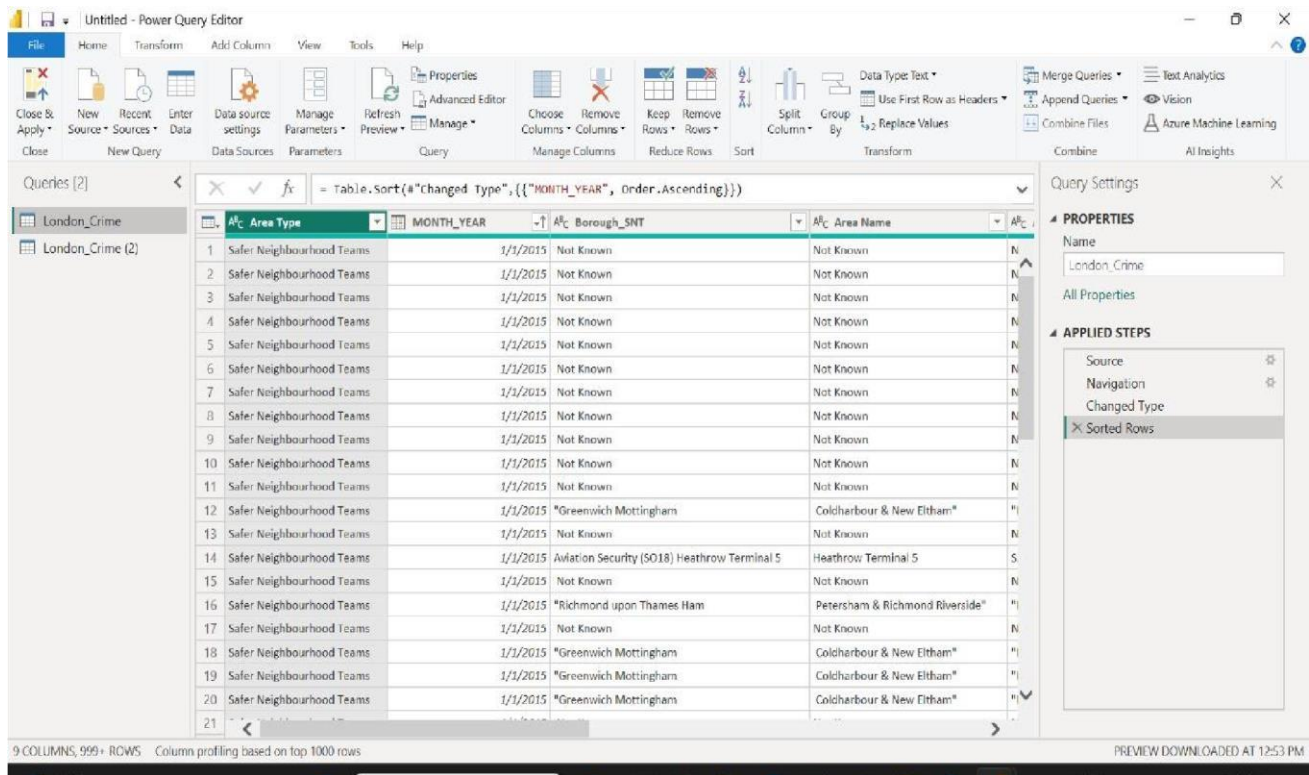 Untitled - Power Query Editor
File Home Transform Add Column View Tools Help
Close & Apply
New Source
Recent Sources
Enter Data
Data source settings
Manage Parameters
Refresh Preview
Properties
Advanced Editor
Manage
Choose Columns
Remove Columns
Keep Rows
Remove Rows
Split Column
Group By
Data Type: Text
Use First Row as Headers
Replace Values
Merge Queries
Append Queries
Combine Files
Text Analytics
Vision
Azure Machine Learning
Close New Query Data Sources Parameters Query Manage Columns Reduce Rows Sort Transform Combine AI Insights
Queries [2]
London_Crime
London_Crime (2)
fx = Table.Sort(#"Changed Type",{{"MONTH_YEAR", Order.Ascending}})
Area Type MONTH_YEAR Borough_SNT Area Name
1 Safer Neighbourhood Teams 1/1/2015 Not Known Not Known N
2 Safer Neighbourhood Teams 1/1/2015 Not Known Not Known N
3 Safer Neighbourhood Teams 1/1/2015 Not Known Not Known N
4 Safer Neighbourhood Teams 1/1/2015 Not Known Not Known N
5 Safer Neighbourhood Teams 1/1/2015 Not Known Not Known N
6 Safer Neighbourhood Teams 1/1/2015 Not Known Not Known N
7 Safer Neighbourhood Teams 1/1/2015 Not Known Not Known N
8 Safer Neighbourhood Teams 1/1/2015 Not Known Not Known N
9 Safer Neighbourhood Teams 1/1/2015 Not Known Not Known N
10 Safer Neighbourhood Teams 1/1/2015 Not Known Not Known N
11 Safer Neighbourhood Teams 1/1/2015 Not Known Not Known N
12 Safer Neighbourhood Teams 1/1/2015 "Greenwich Mottingham Coldharbour & New Eltham"
13 Safer Neighbourhood Teams 1/1/2015 Not Known Not Known N
14 Safer Neighbourhood Teams 1/1/2015 Aviation Security (SO18) Heathrow Terminal 5 Heathrow Terminal 5 S
15 Safer Neighbourhood Teams 1/1/2015 Not Known Not Known N
16 Safer Neighbourhood Teams 1/1/2015 "Richmond upon Thames Ham Petersham & Richmond Riverside"
17 Safer Neighbourhood Teams 1/1/2015 Not Known Not Known N
18 Safer Neighbourhood Teams 1/1/2015 "Greenwich Mottingham Coldharbour & New Eltham"
19 Safer Neighbourhood Teams 1/1/2015 "Greenwich Mottingham Coldharbour & New Eltham"
20 Safer Neighbourhood Teams 1/1/2015 "Greenwich Mottingham Coldharbour & New Eltham"
21
Query Settings
PROPERTIES
Name
London_Crime
All Properties
APPLIED STEPS
Source
Navigation
Changed Type
Sorted Rows
9 COLUMNS, 999+ ROWS Column profiling based on top 1000 rows PREVIEW DOWNLOADED AT 12:53 PM